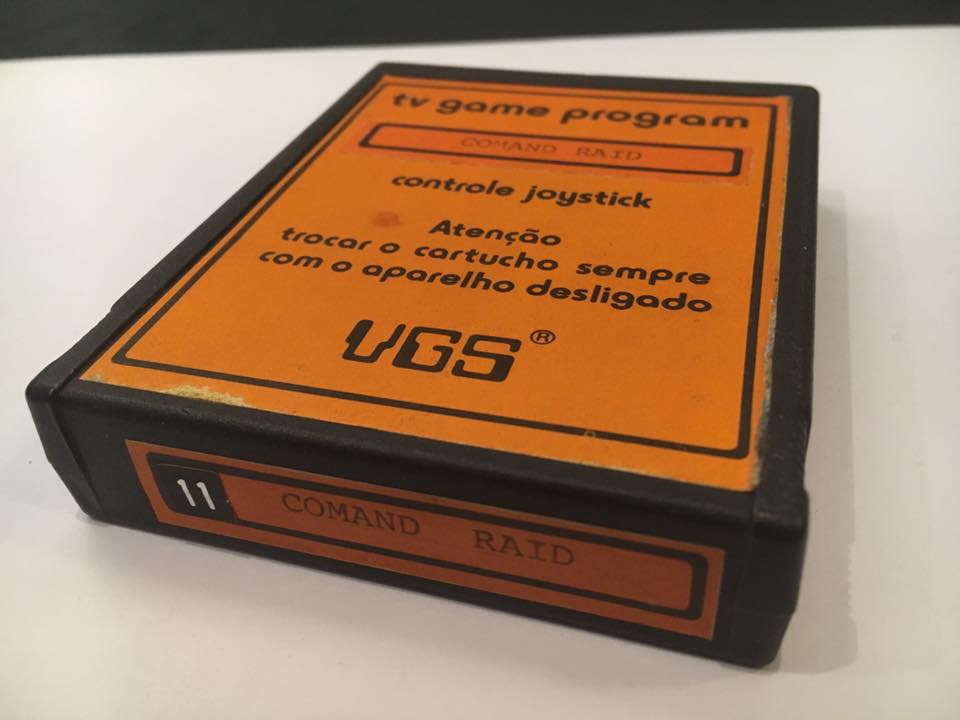 tv game program
COMAND RAID
controle joystick
Atenção
trocar o cartucho sempre
com o aparelho desligado
VGS®
11 COMAND RAID